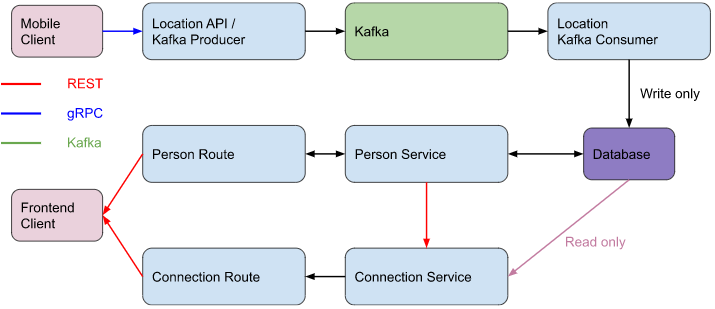 Mobile
Client
Location API /
Kafka Producer
Kafka
Location
Kafka Consumer
REST
gRPC
Kafka
Write only
Person Route
Person Service
Database
Frontend
Client
Read only
Connection Route
Connection Service